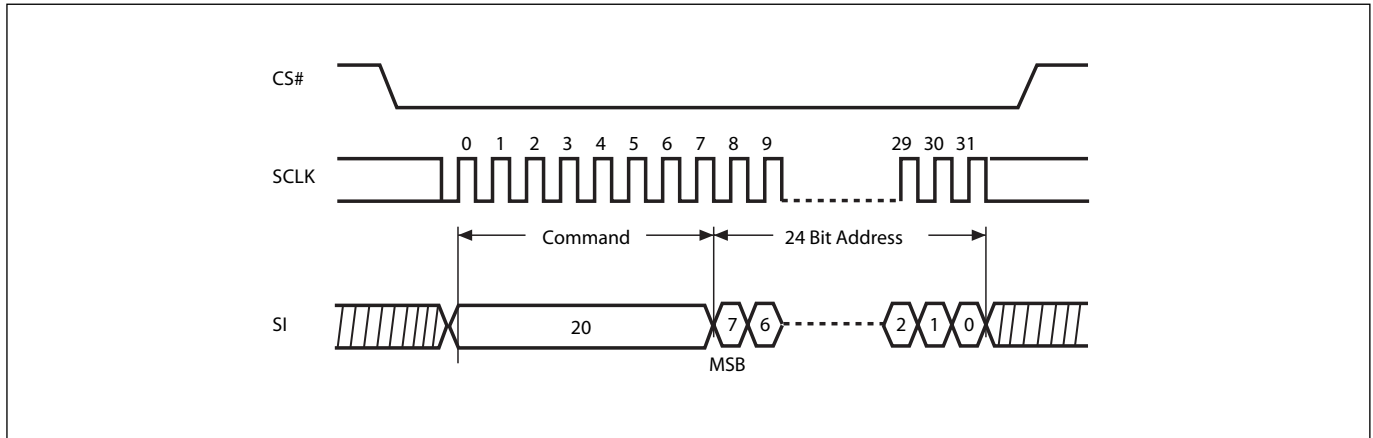 CS#
0 1 2 3 4 5 6 7 8 9 29 30 31
SCLK
Command 24 Bit Address
SI 20 7 6 2 1 0
MSB